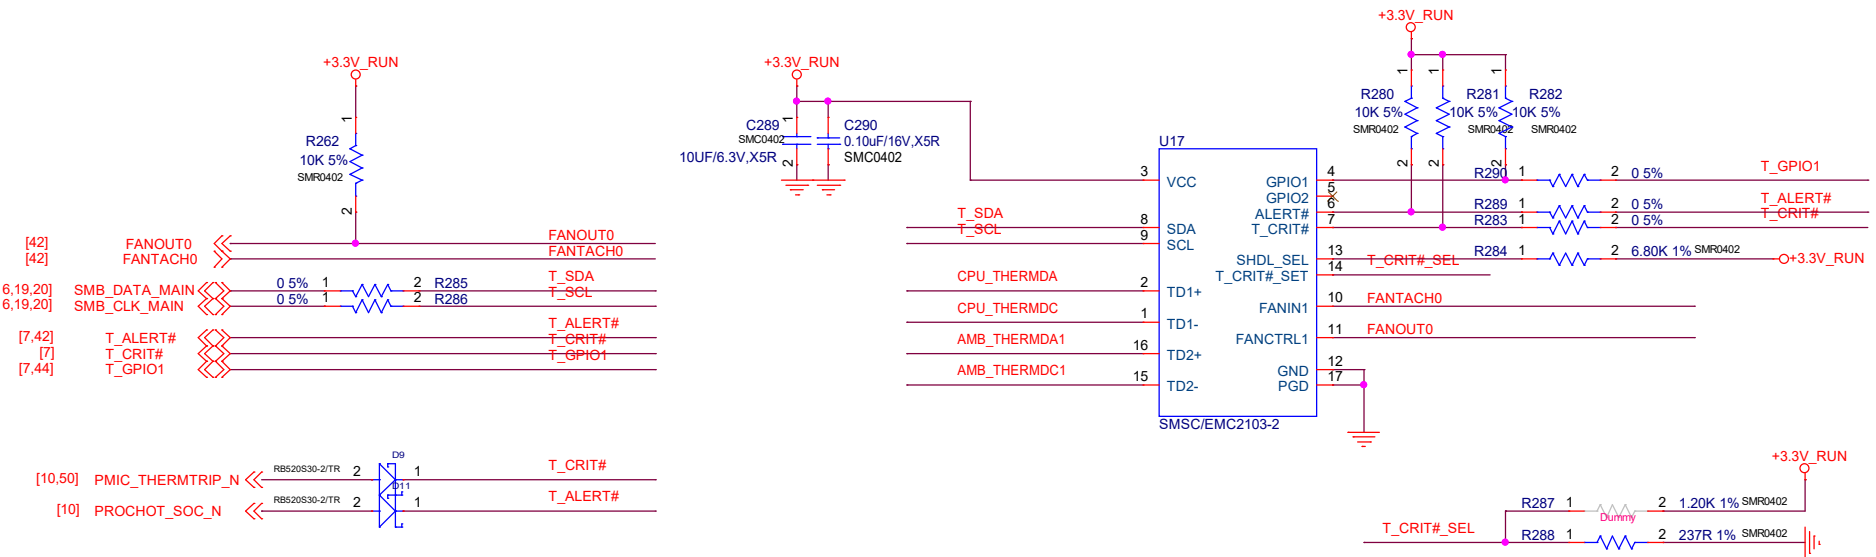 +3.3V_RUN
R262
10K 5%
SMR0402
1
2
[42] FANOUT0 FANOUT0
[42] FANTACH0 FANTACH0
6,19,20] SMB_DATA_MAIN 0 5% 1 2 R285 T_SDA
6,19,20] SMB_CLK_MAIN 0 5% 1 2 R286 T_SCL
[7,42] T_ALERT# T_ALERT#
[7] T_CRIT# T_CRIT#
[7,44] T_GPIO1 T_GPIO1
D9
[10,50] PMIC_THERMTRIP_N RB520S30-2/TR 2 1 T_CRIT#
D11
[10] PROCHOT_SOC_N RB520S30-2/TR 2 1 T_ALERT#
+3.3V_RUN
C289 1
SMC0402
10UF/6.3V,X5R 2
C290
0.10uF/16V,X5R
SMC0402
U17
3 VCC
T_SDA 8 SDA
T_SCL 9 SCL
CPU_THERMDA 2 TD1+
CPU_THERMDC 1 TD1-
AMB_THERMDA1 16 TD2+
AMB_THERMDC1 15 TD2-
SMSC/EMC2103-2
+3.3V_RUN
1 1 1
R280 R281 R282
10K 5% 10K 5% 10K 5%
SMR0402 SMR0402 SMR0402
2 2 2
GPIO1 4 R290 1 2 0 5% T_GPIO1
GPIO2 5
ALERT# 6 R289 1 2 0 5% T_ALERT#
T_CRIT# 7 R283 1 2 0 5% T_CRIT#
SHDL_SEL 13 R284 1 2 6.80K 1% SMR0402 +3.3V_RUN
T_CRIT#_SET 14 T_CRIT#_SEL
FANIN1 10 FANTACH0
FANCTRL1 11 FANOUT0
GND 12
PGD 17
+3.3V_RUN
R287 1 2 1.20K 1% SMR0402
Dummy
T_CRIT#_SEL R288 1 2 237R 1% SMR0402